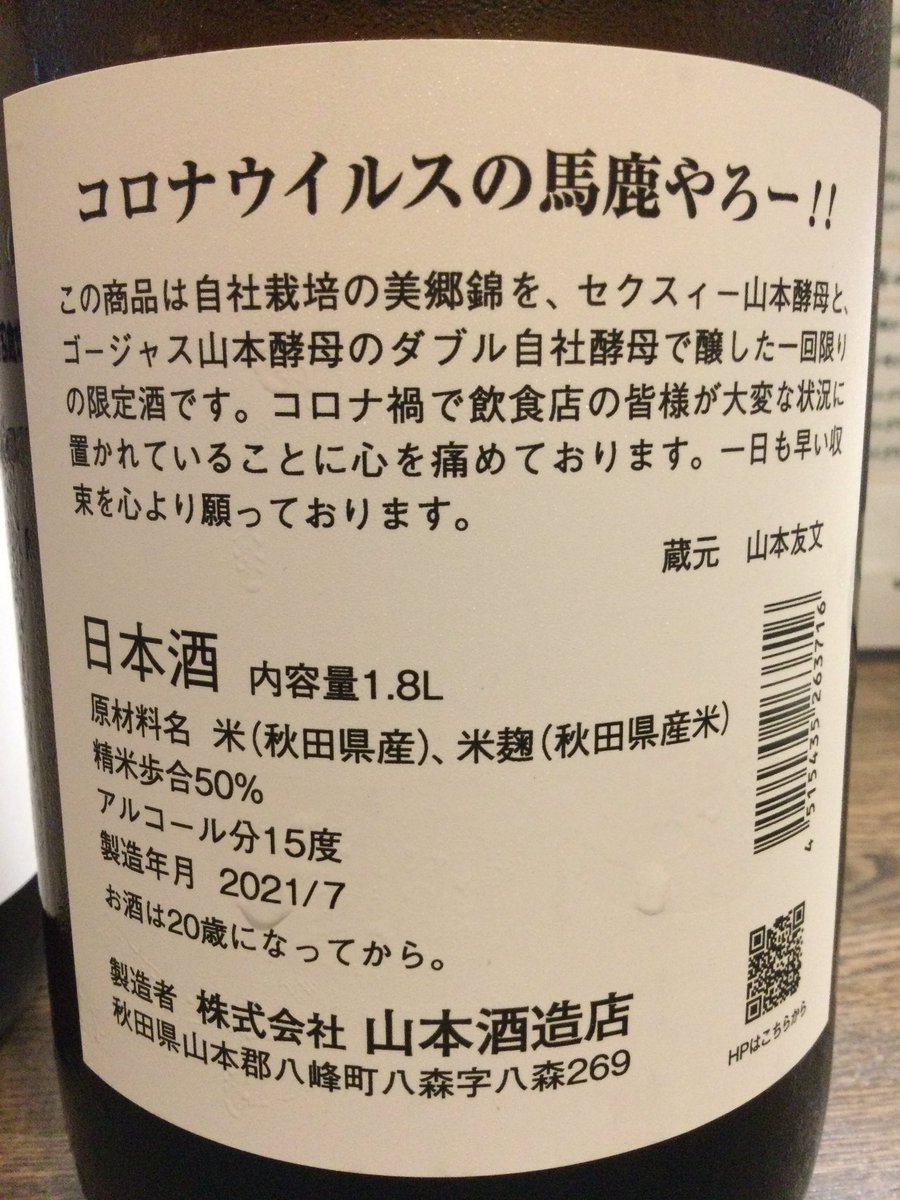 コロナウイルスの馬鹿やろー!!
この商品は自社栽培の美郷錦を、セクスィー山本酵母と、
ゴージャス山本酵母のダブル自社酵母で醸した一回限り
の限定酒です。コロナ禍で飲食店の皆様が大変な状況に
置かれていることに心を痛めております。一日も早い収
束を心より願っております。
蔵元 山本友文
日本酒 内容量1.8L
原材料名 米(秋田県産)、米麹(秋田県産米)
精米歩合50%
アルコール分15度
製造年月 2021/7
お酒は20歳になってから。
製造者 株式会社 山本酒造店
秋田県山本郡八峰町八森字八森269
4 515435 263716
HPはこちらから